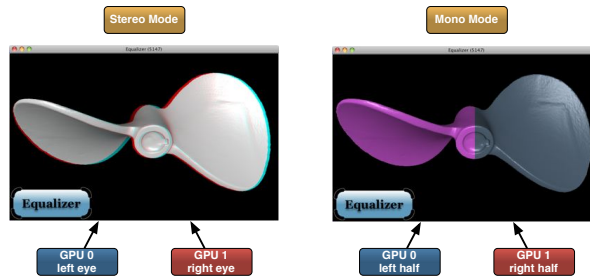 Stereo Mode
Mono Mode
Equalizer (5147)
Equalizer (5147)
Equalizer
Equalizer
GPU 0
left eye
GPU 1
right eye
GPU 0
left half
GPU 1
right half